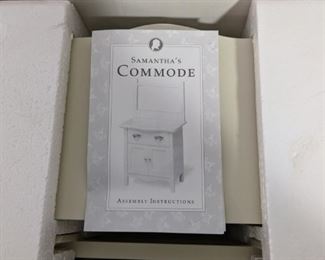 SAMANTHA'S
COMMODE
ASSEMBLY INSTRUCTIONS